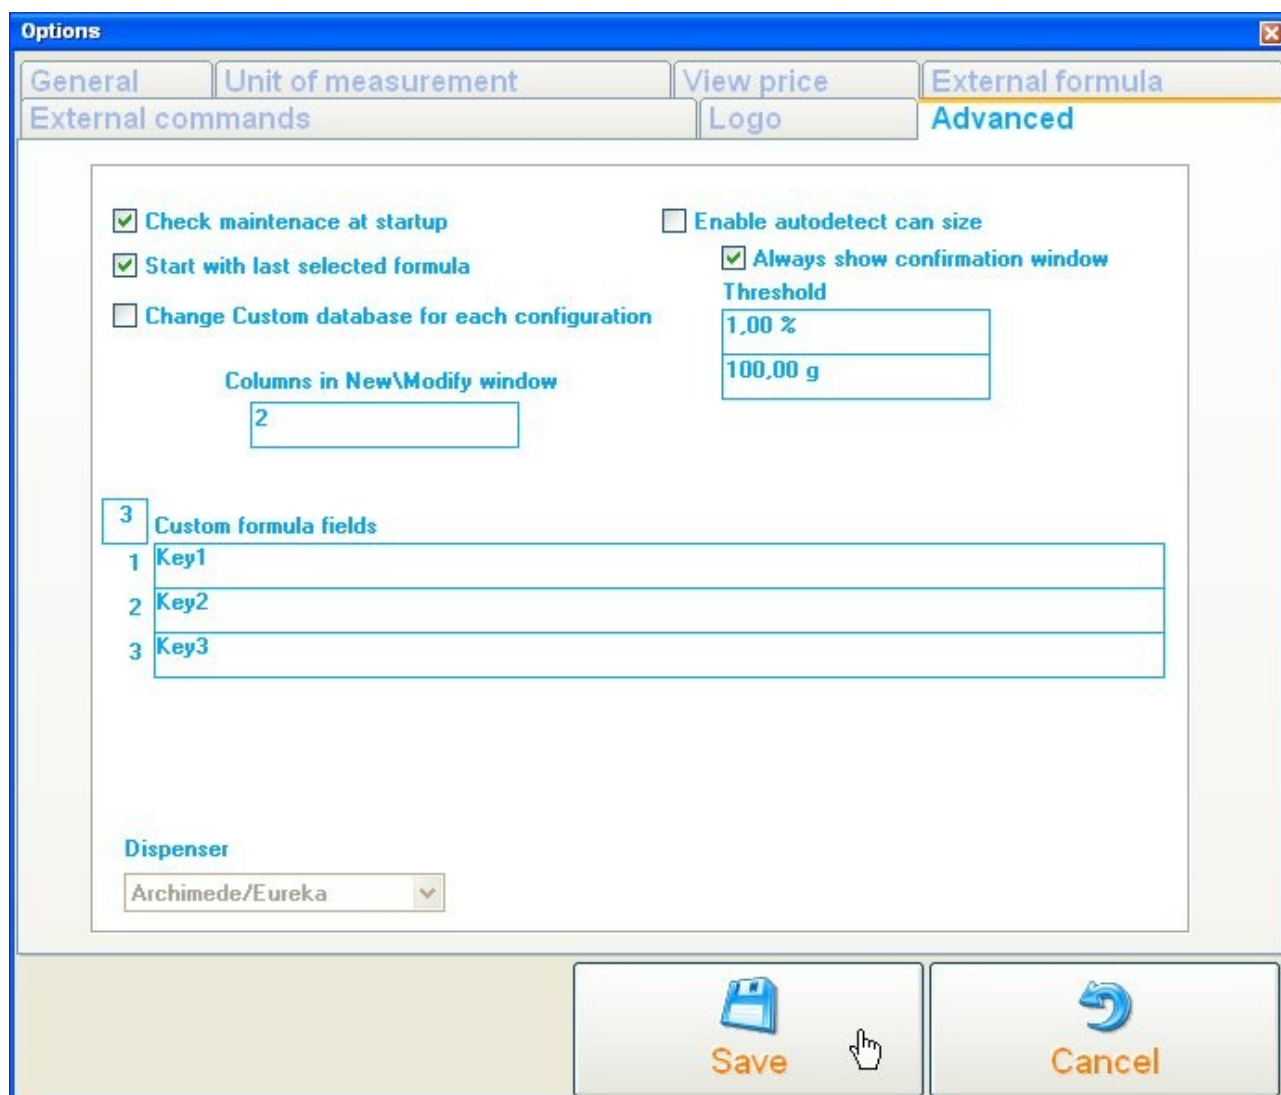 Options
General
Unit of measurement
View price
External formula
External commands
Logo
Advanced
Check maintenace at startup
Start with last selected formula
Change Custom database for each configuration
Columns in New\Modify window
2
Enable autodetect can size
Always show confirmation window
Threshold
1,00 %
100,00 g
3
Custom formula fields
1 Key1
2 Key2
3 Key3
Dispenser
Archimede/Eureka
Save
Cancel